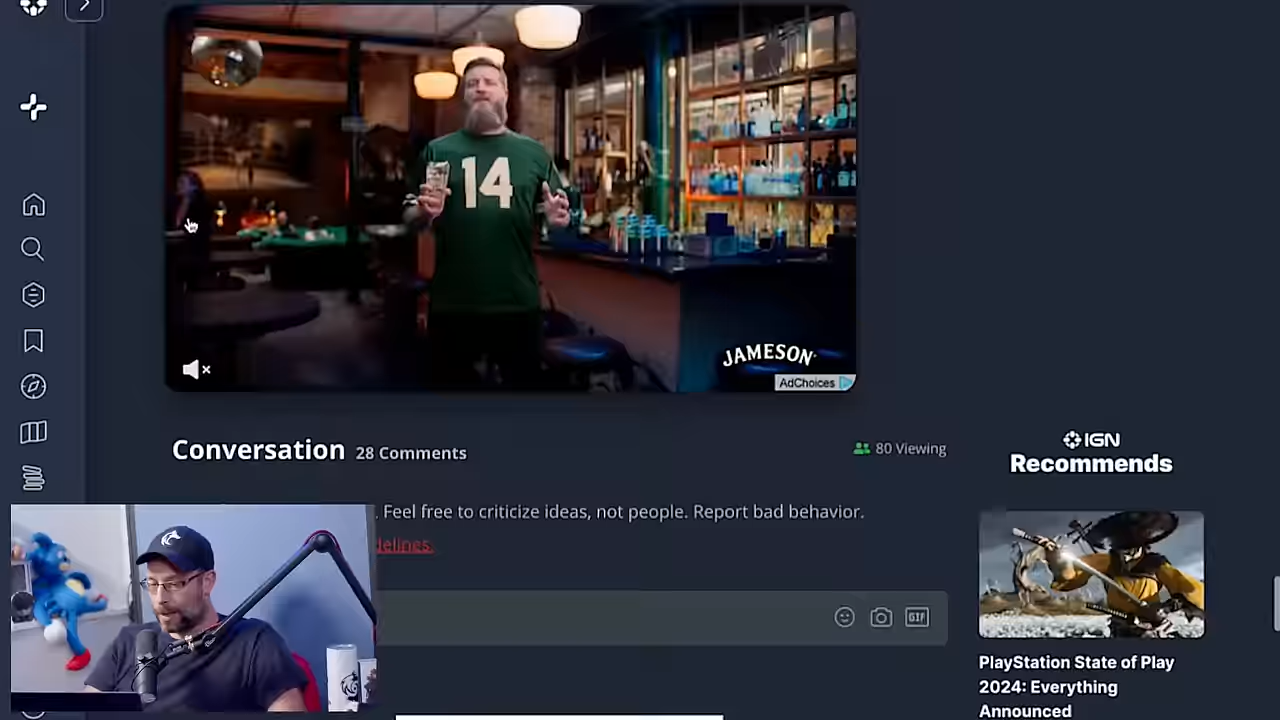 14
JAMESON
AdChoices
Conversation 28 Comments
80 Viewing
. Feel free to criticize ideas, not people. Report bad behavior.
delines.
GIF
IGN
Recommends
PlayStation State of Play
2024: Everything
Announced